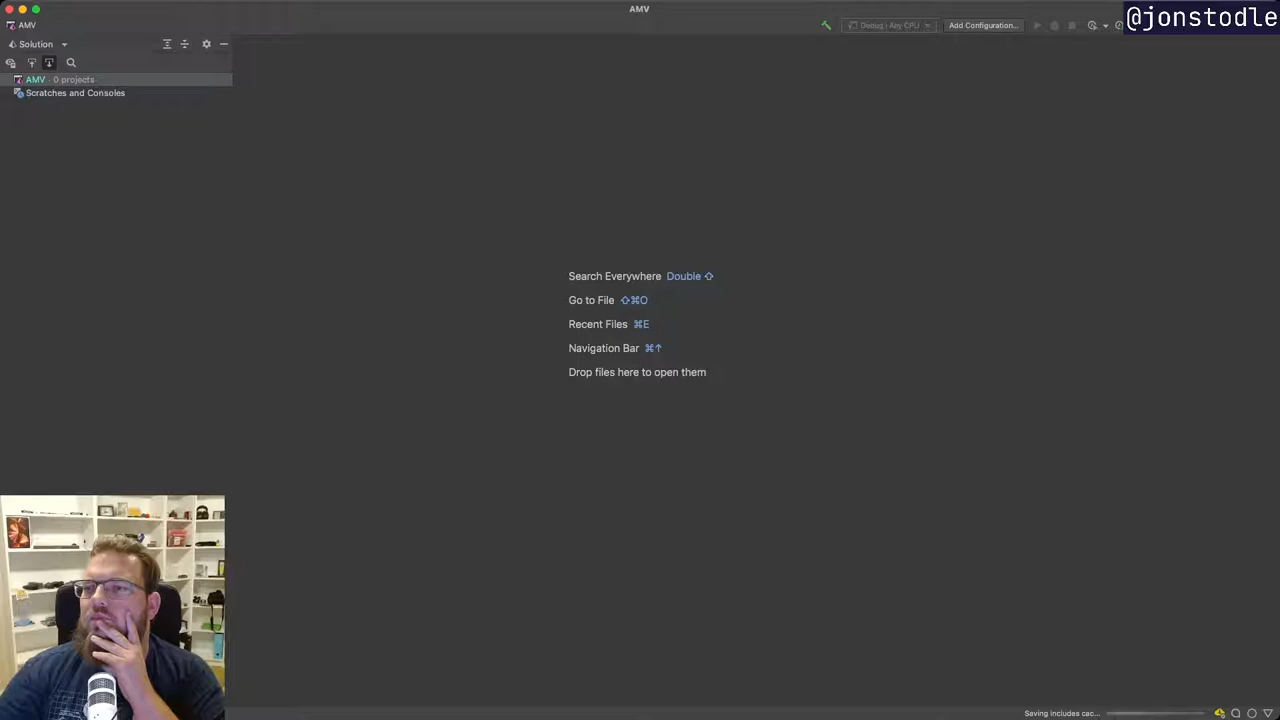 AMV
@jonstodle
AMV
Debug | Any CPU
Add Configuration...
Solution
AMV · 0 projects
Scratches and Consoles
Search Everywhere Double ⇧
Go to File ⇧⌘O
Recent Files ⌘E
Navigation Bar ⌘↑
Drop files here to open them
Saving includes cac...